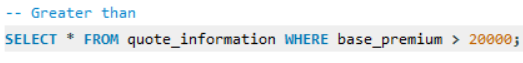 -- Greater than
SELECT * FROM quote_information WHERE base_premium > 20000;